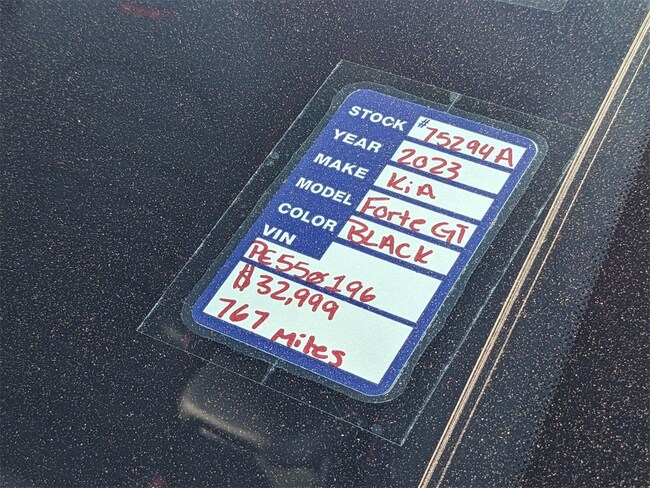 STOCK #75294A
YEAR 2023
MAKE KiA
MODEL Forte GT
COLOR BLACK
VIN
PE550196
$32,999
767 Miles